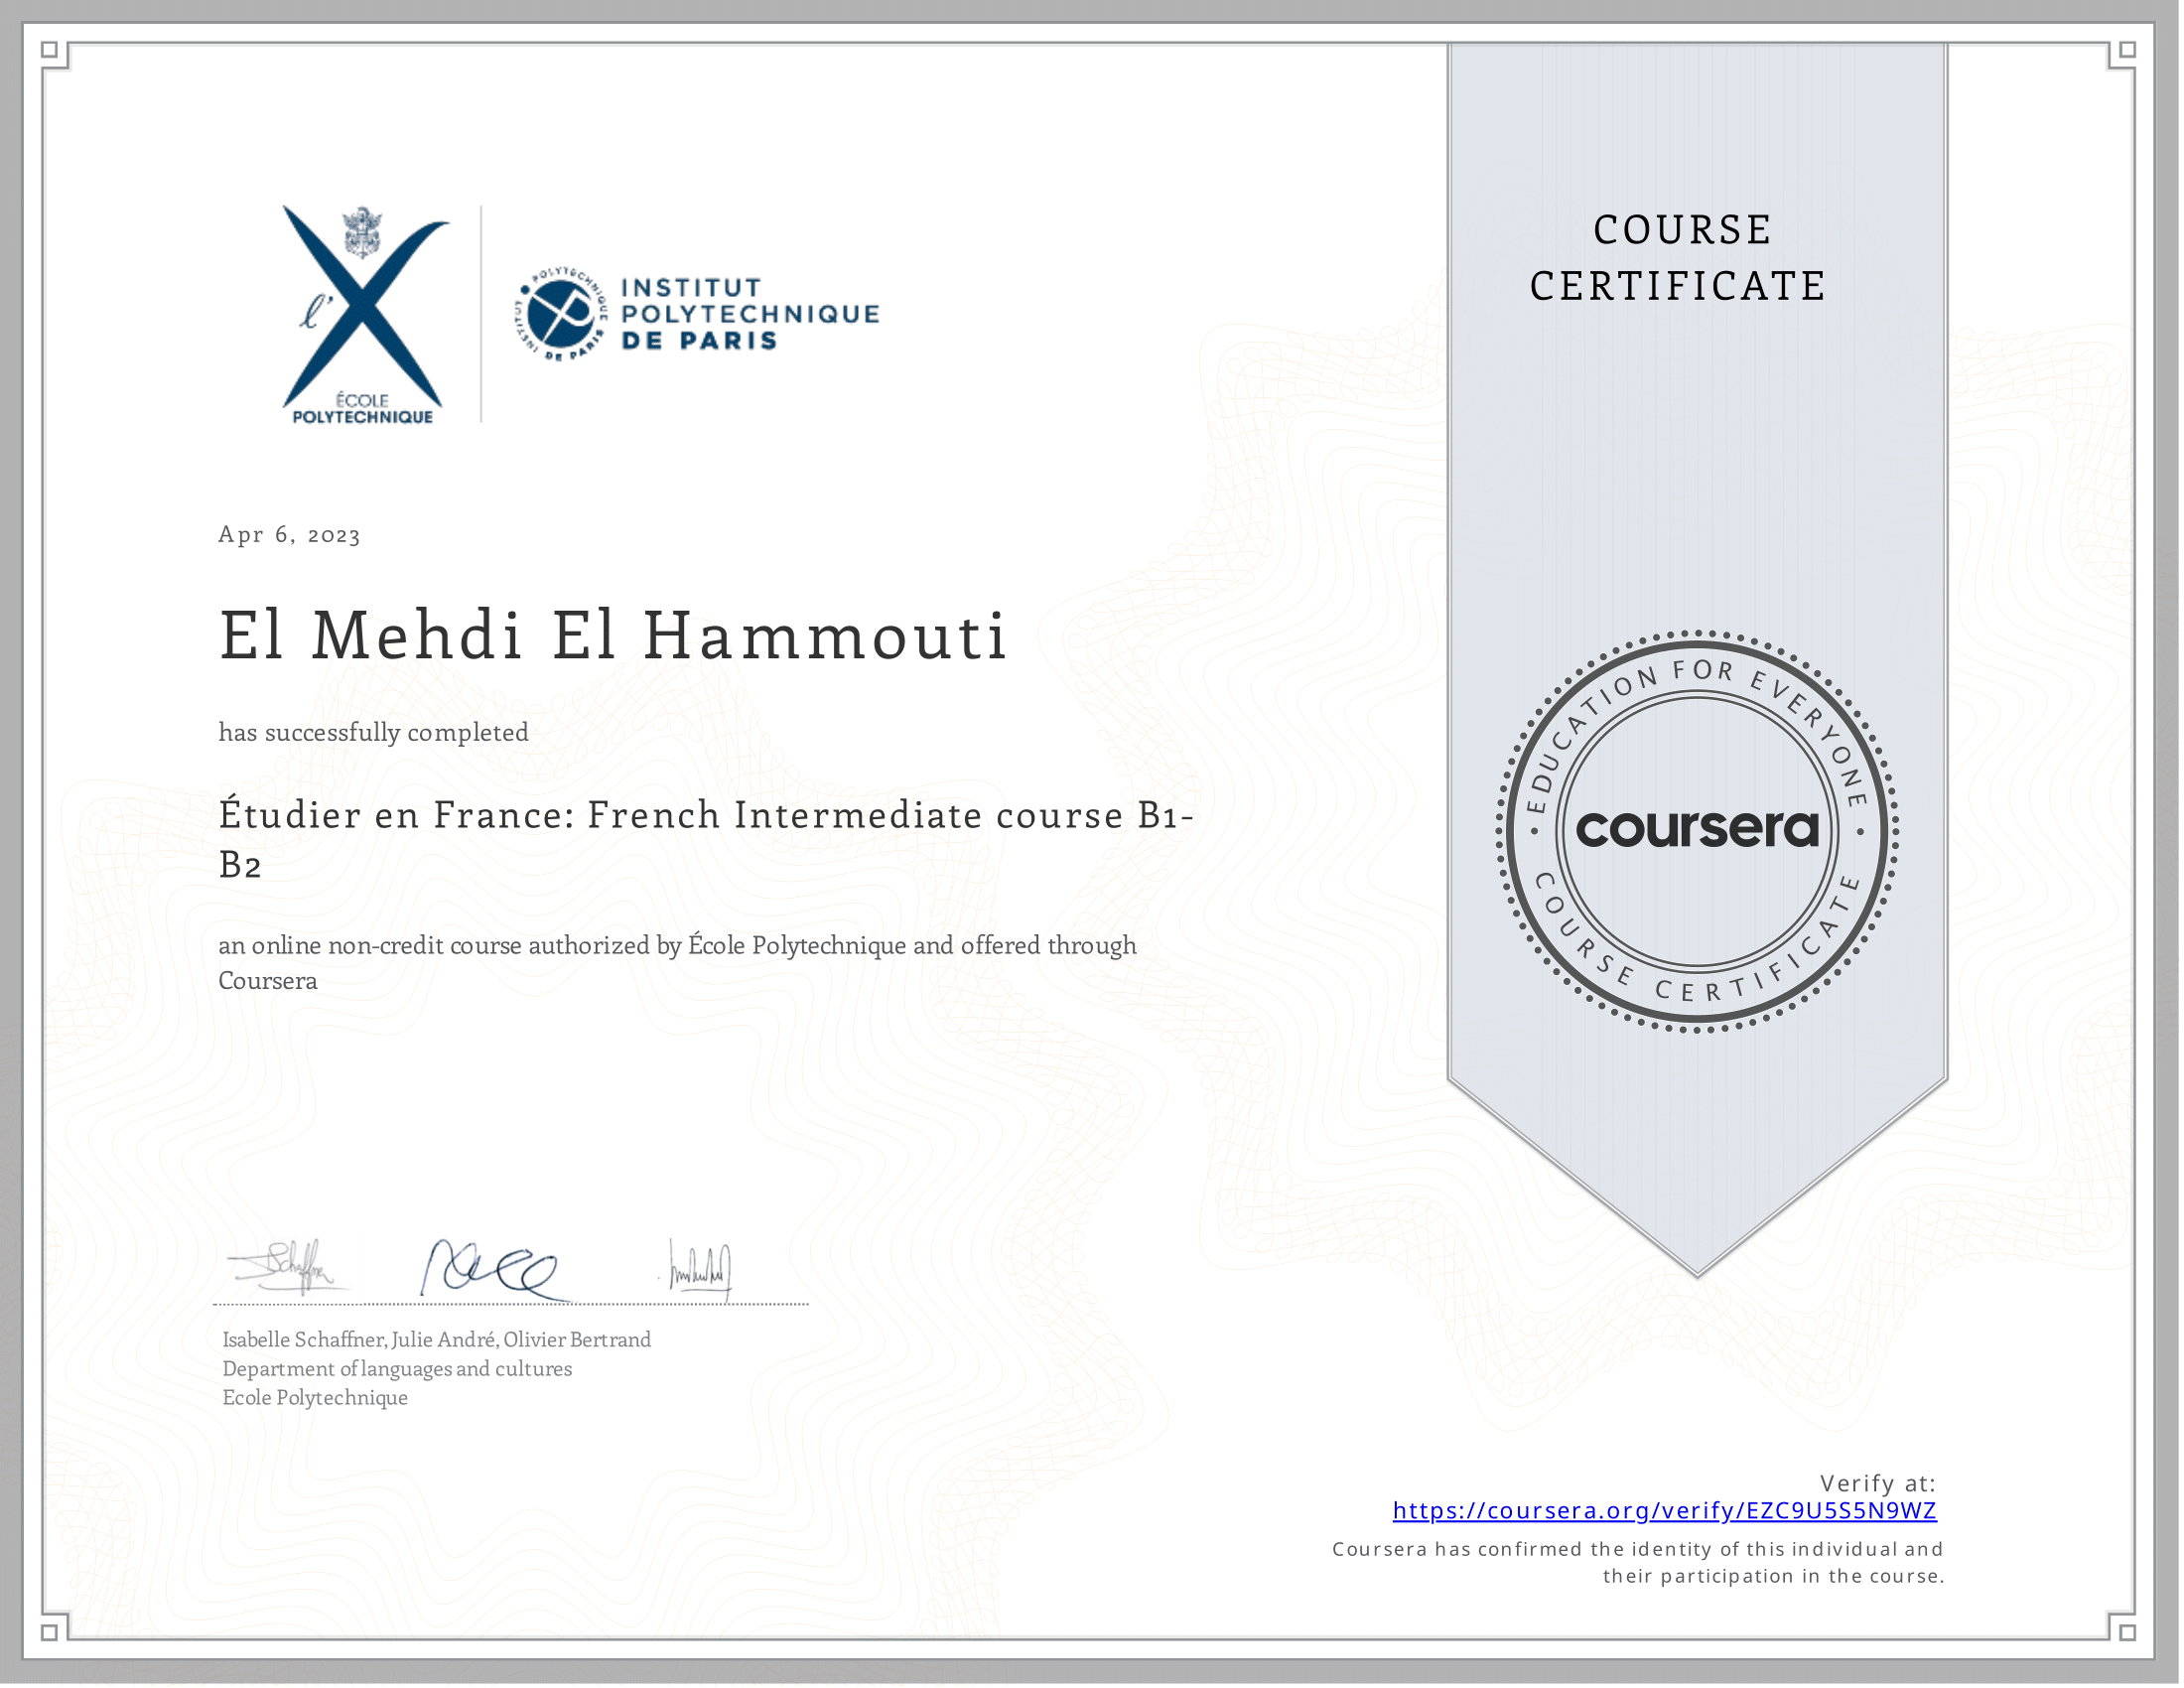 l'
ÉCOLE
POLYTECHNIQUE
INSTITUT POLYTECHNIQUE DE PARIS
INSTITUT
POLYTECHNIQUE
DE PARIS
COURSE
CERTIFICATE
Apr 6, 2023
El Mehdi El Hammouti
has successfully completed
Étudier en France: French Intermediate course B1-
B2
an online non-credit course authorized by École Polytechnique and offered through
Coursera
EDUCATION FOR EVERYONE
coursera
COURSE CERTIFICATE
Schaffner
Isabelle Schaffner, Julie André, Olivier Bertrand
Department of languages and cultures
Ecole Polytechnique
Verify at:
https://coursera.org/verify/EZC9U5S5N9WZ
Coursera has confirmed the identity of this individual and
their participation in the course.